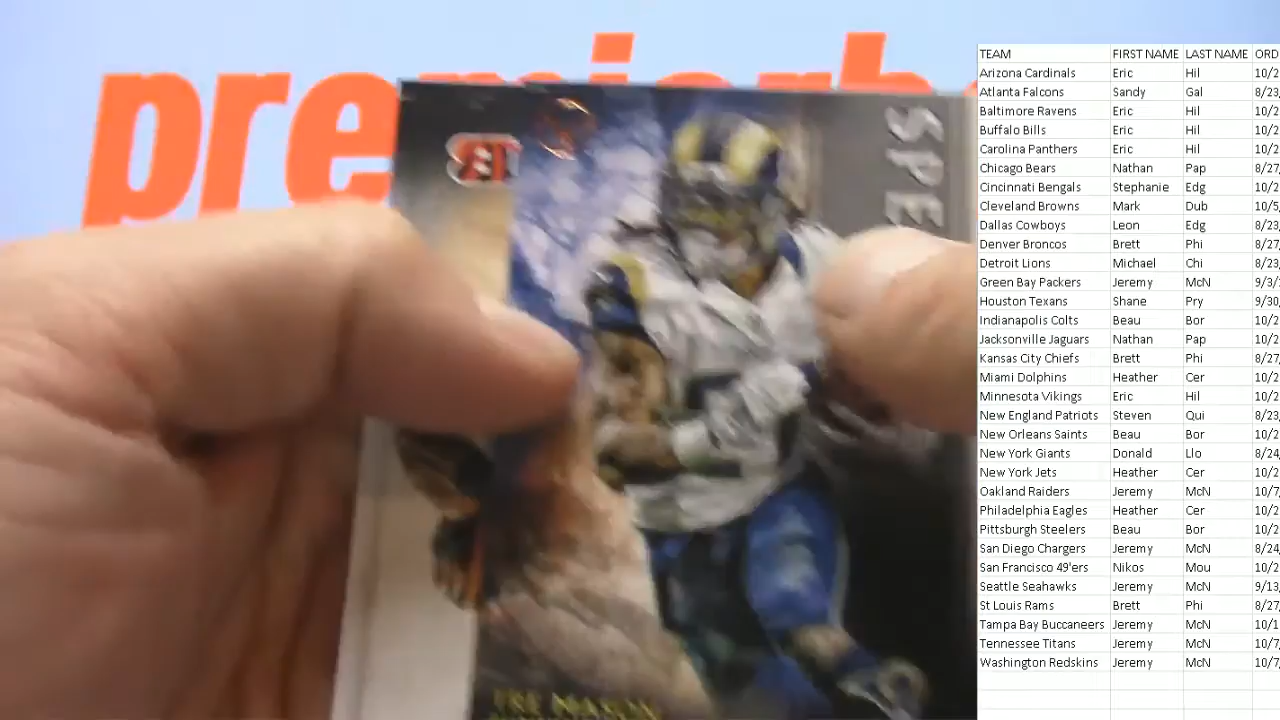 premierb
SPE
TRE MASON
TEAM FIRST NAME LAST NAME ORD
Arizona Cardinals Eric Hil 10/2
Atlanta Falcons Sandy Gal 8/23,
Baltimore Ravens Eric Hil 10/2
Buffalo Bills Eric Hil 10/2
Carolina Panthers Eric Hil 10/2
Chicago Bears Nathan Pap 8/27,
Cincinnati Bengals Stephanie Edg 10/2
Cleveland Browns Mark Dub 10/5,
Dallas Cowboys Leon Edg 8/23,
Denver Broncos Brett Phi 8/27,
Detroit Lions Michael Chi 8/23,
Green Bay Packers Jeremy McN 9/3/
Houston Texans Shane Pry 9/30
Indianapolis Colts Beau Bor 10/2
Jacksonville Jaguars Nathan Pap 10/2
Kansas City Chiefs Brett Phi 8/27,
Miami Dolphins Heather Cer 10/2
Minnesota Vikings Eric Hil 10/2
New England Patriots Steven Qui 8/23
New Orleans Saints Beau Bor 10/2
New York Giants Donald Llo 8/24,
New York Jets Heather Cer 10/2
Oakland Raiders Jeremy McN 10/7,
Philadelphia Eagles Heather Cer 10/2
Pittsburgh Steelers Beau Bor 10/2
San Diego Chargers Jeremy McN 8/24,
San Francisco 49'ers Nikos Mou 10/2
Seattle Seahawks Jeremy McN 9/13
St Louis Rams Brett Phi 8/27
Tampa Bay Buccaneers Jeremy McN 10/1
Tennessee Titans Jeremy McN 10/7
Washington Redskins Jeremy McN 10/7